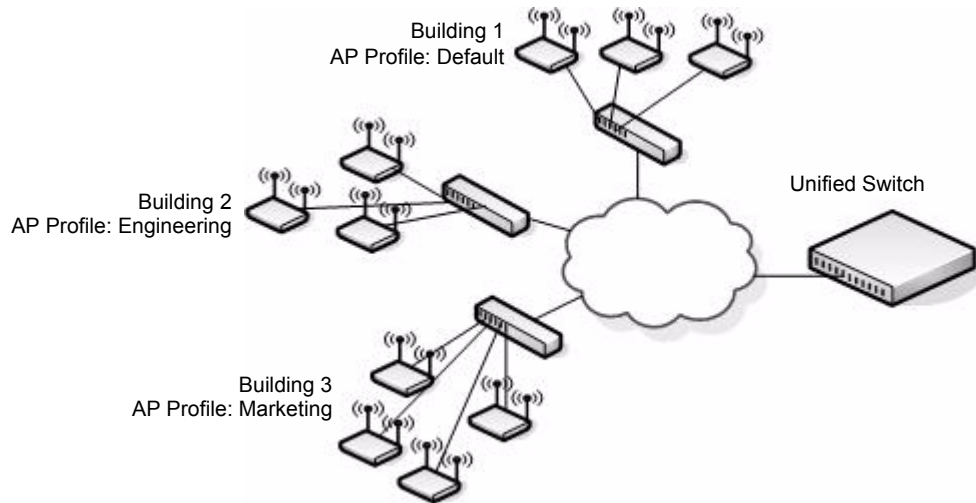 Building 1
AP Profile: Default
Building 2
AP Profile: Engineering
Unified Switch
Building 3
AP Profile: Marketing